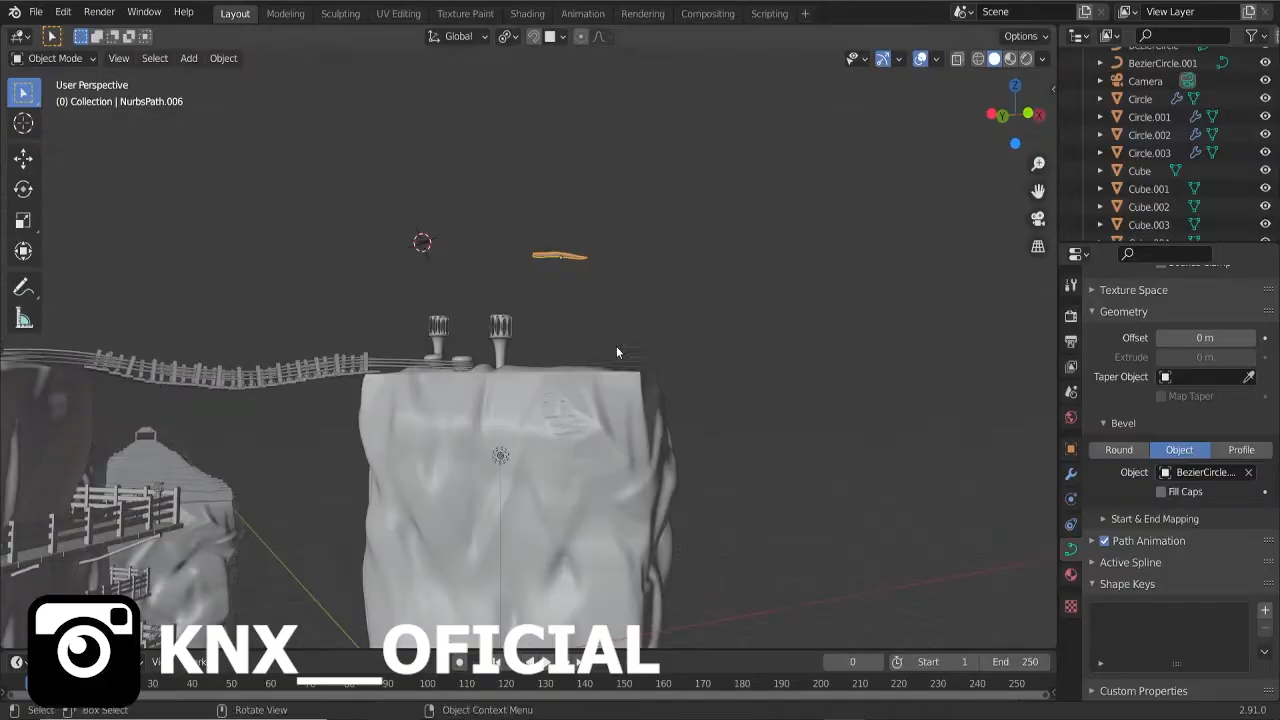 File Edit Render Window Help Layout Modeling Sculpting UV Editing Texture Paint Shading Animation Rendering Compositing Scripting + Scene View Layer
Global Options
Object Mode View Select Add Object
User Perspective
(0) Collection | NurbsPath.006
Z
Y X
BezierCircle.001
Camera
Circle
Circle.001
Circle.002
Circle.003
Cube
Cube.001
Cube.002
Cube.003
Texture Space
Geometry
Offset 0 m
Extrude 0 m
Taper Object
Map Taper
Bevel
Round Object Profile
Object BezierCircle....
Fill Caps
Start & End Mapping
Path Animation
Active Spline
Shape Keys
Custom Properties
KNX___OFICIAL
0 Start 1 End 250
50 60 70 80 90 100 110 120 130 140 150 160 170 180 190 200 210 220 230 240 250
Select Box Select Rotate View Object Context Menu 2.91.0